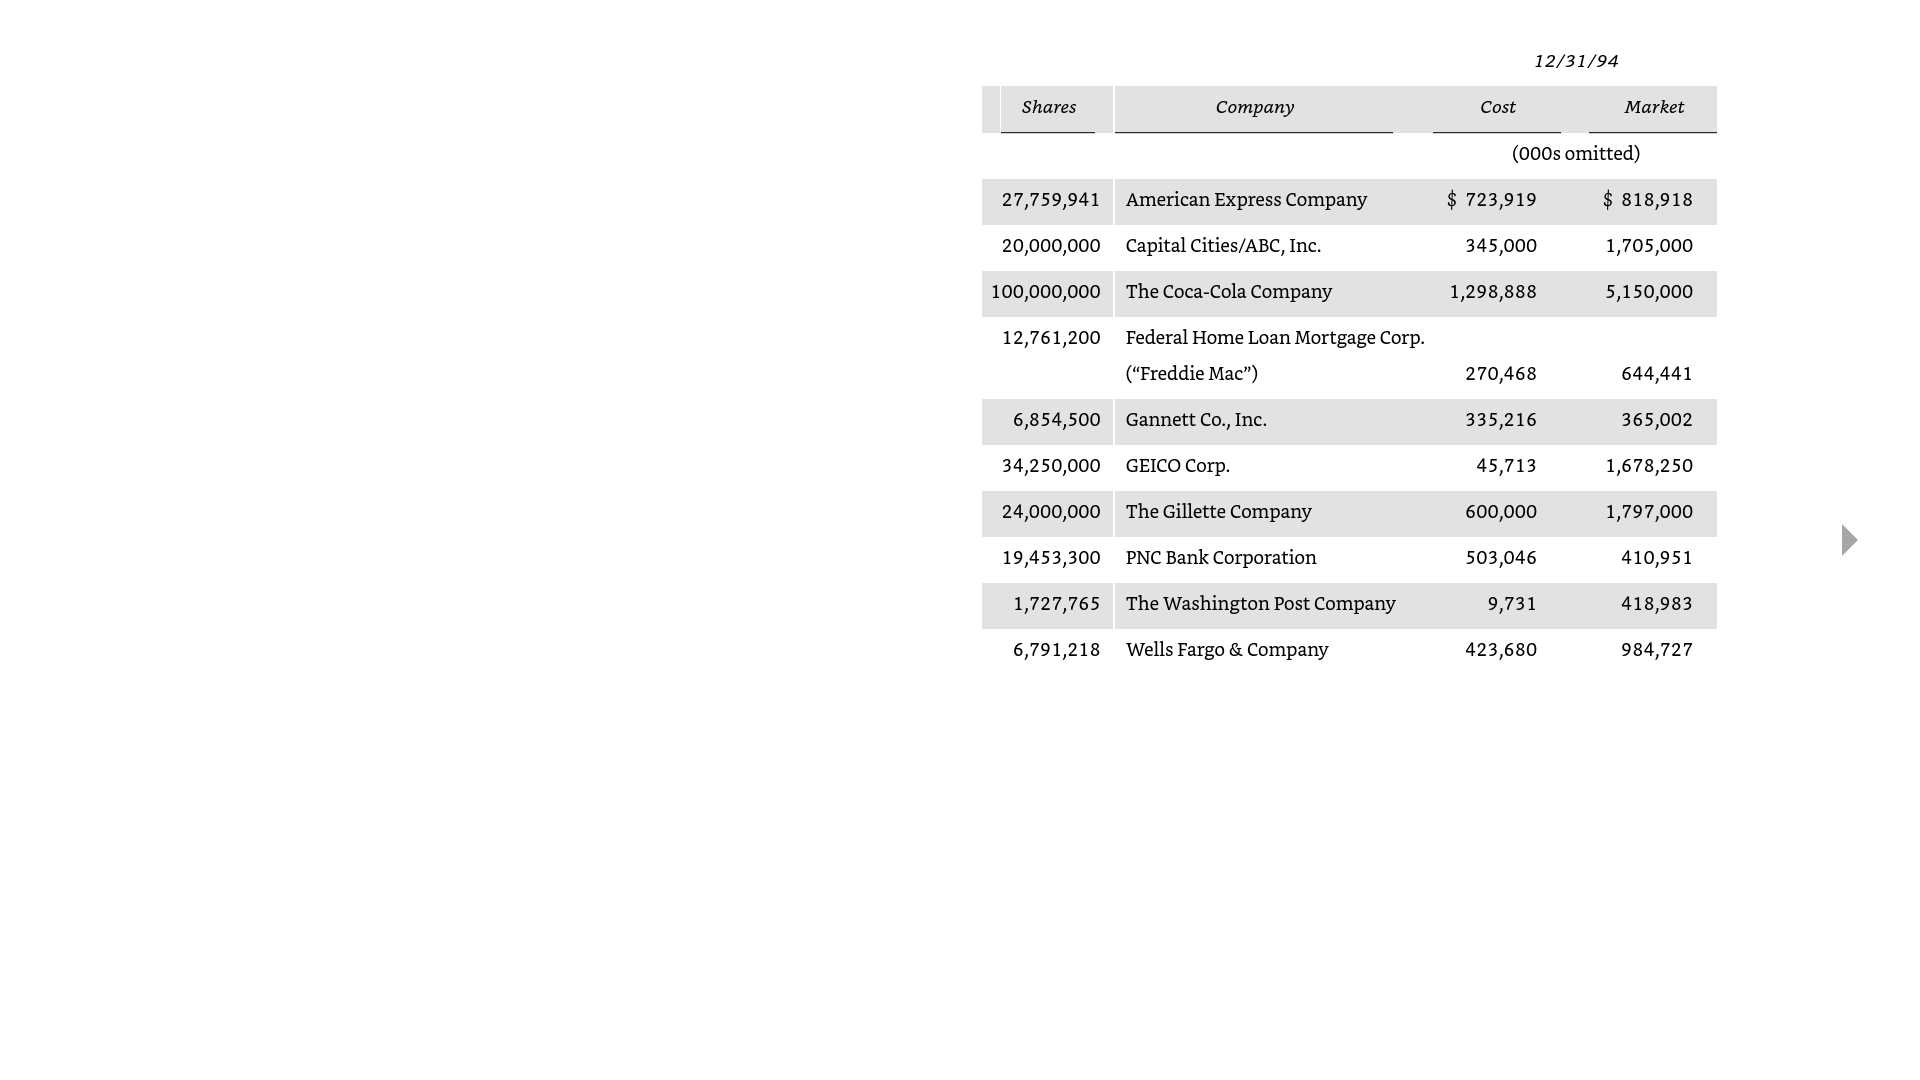 12/31/94
Shares Company Cost Market
(000s omitted)
27,759,941 American Express Company $ 723,919 $ 818,918
20,000,000 Capital Cities/ABC, Inc. 345,000 1,705,000
100,000,000 The Coca-Cola Company 1,298,888 5,150,000
12,761,200 Federal Home Loan Mortgage Corp.
(“Freddie Mac”) 270,468 644,441
6,854,500 Gannett Co., Inc. 335,216 365,002
34,250,000 GEICO Corp. 45,713 1,678,250
24,000,000 The Gillette Company 600,000 1,797,000
19,453,300 PNC Bank Corporation 503,046 410,951
1,727,765 The Washington Post Company 9,731 418,983
6,791,218 Wells Fargo & Company 423,680 984,727